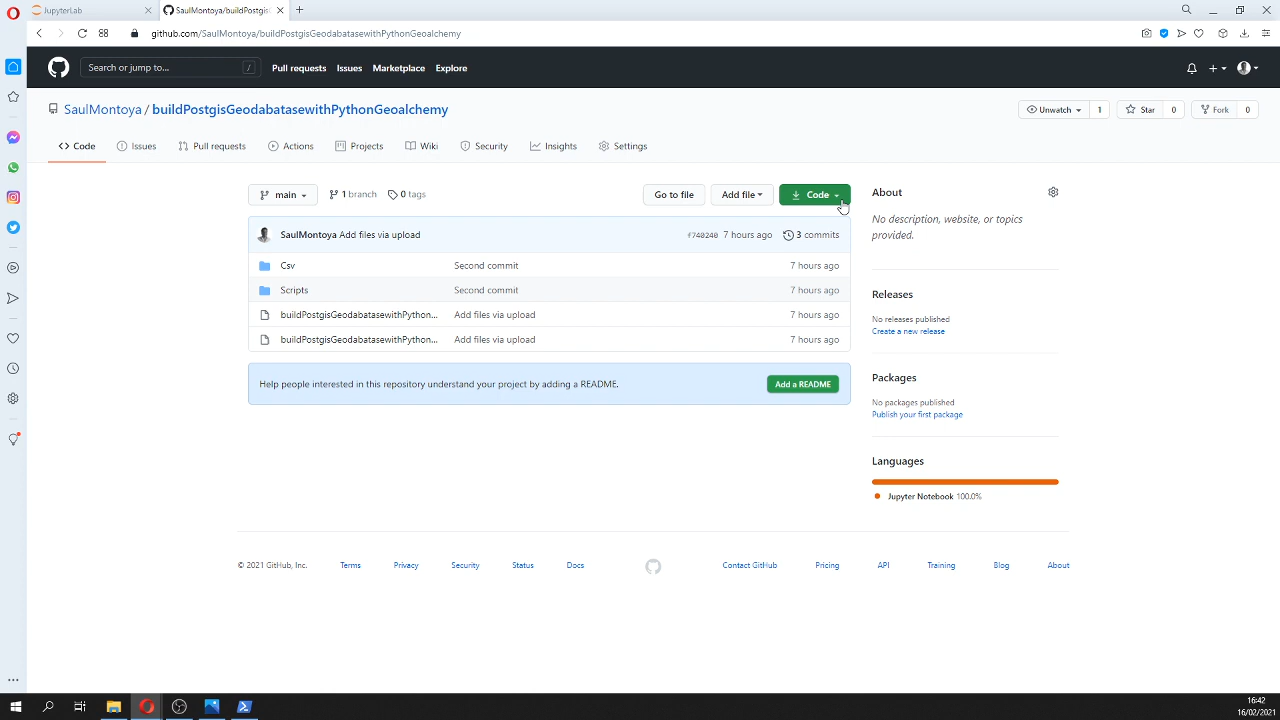 JupyterLab
SaulMontoya/buildPostgis
github.com/SaulMontoya/buildPostgisGeodabatasewithPythonGeoalchemy
Search or jump to...
/
Pull requests
Issues
Marketplace
Explore
SaulMontoya / buildPostgisGeodabatasewithPythonGeoalchemy
Unwatch
1
Star
0
Fork
0
Code
Issues
Pull requests
Actions
Projects
Wiki
Security
Insights
Settings
main
1 branch
0 tags
Go to file
Add file
Code
SaulMontoya Add files via upload
f740240 7 hours ago
3 commits
Csv
Second commit
7 hours ago
Scripts
Second commit
7 hours ago
buildPostgisGeodabatasewithPython...
Add files via upload
7 hours ago
buildPostgisGeodabatasewithPython...
Add files via upload
7 hours ago
Help people interested in this repository understand your project by adding a README.
Add a README
About
No description, website, or topics
provided.
Releases
No releases published
Create a new release
Packages
No packages published
Publish your first package
Languages
Jupyter Notebook 100.0%
© 2021 GitHub, Inc.
Terms
Privacy
Security
Status
Docs
Contact GitHub
Pricing
API
Training
Blog
About
16:42
16/02/2021